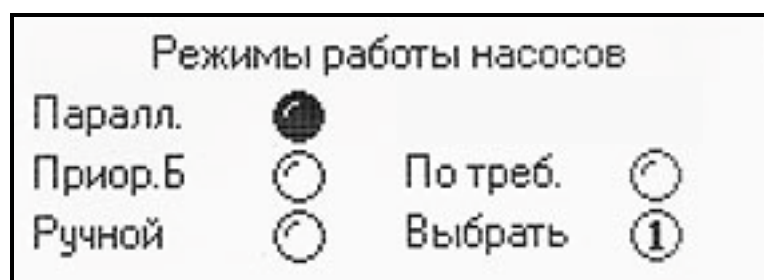 Режимы работы насосов
Паралл.
Приор.Б По треб.
Ручной Выбрать 1